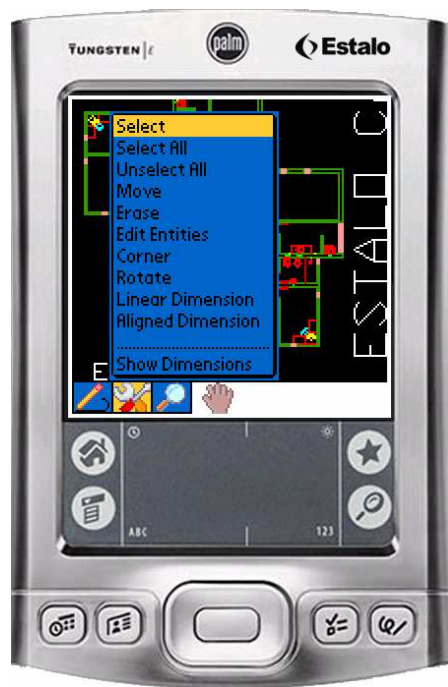 TUNGSTEN | E
palm
Estalo
Select
Select All
Unselect All
Move
Erase
Edit Entities
Corner
Rotate
Linear Dimension
Aligned Dimension
Show Dimensions
E
ESTALO C
ABC
123